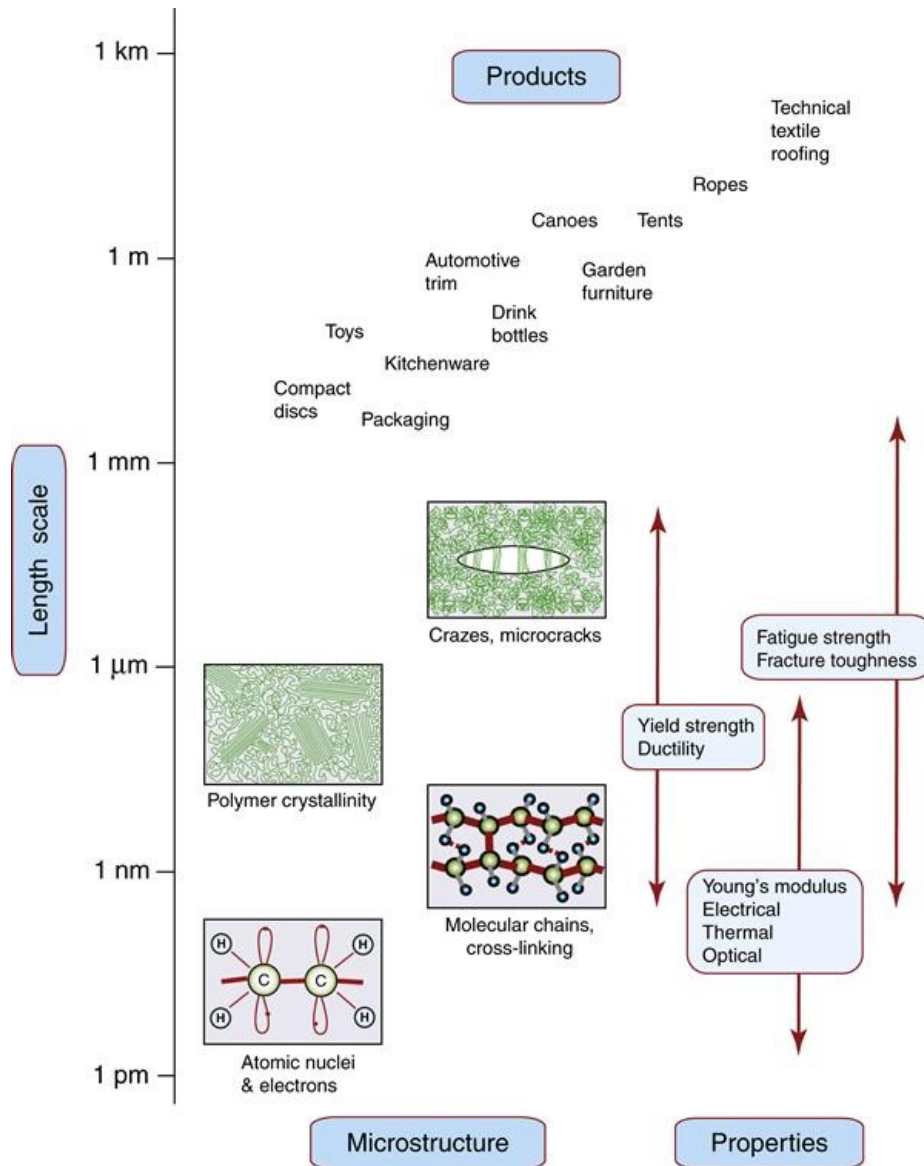 1 km
Products
Technical
textile
roofing
Ropes
Canoes
Tents
1 m
Automotive
trim
Garden
furniture
Drink
bottles
Toys
Kitchenware
Compact
discs
Packaging
Length scale
1 mm
Crazes, microcracks
Fatigue strength
Fracture toughness
1 μm
Yield strength
Ductility
Polymer crystallinity
1 nm
Young's modulus
Electrical
Thermal
Optical
Molecular chains,
cross-linking
H
H
C
C
H
H
Atomic nuclei
& electrons
1 pm
Microstructure
Properties